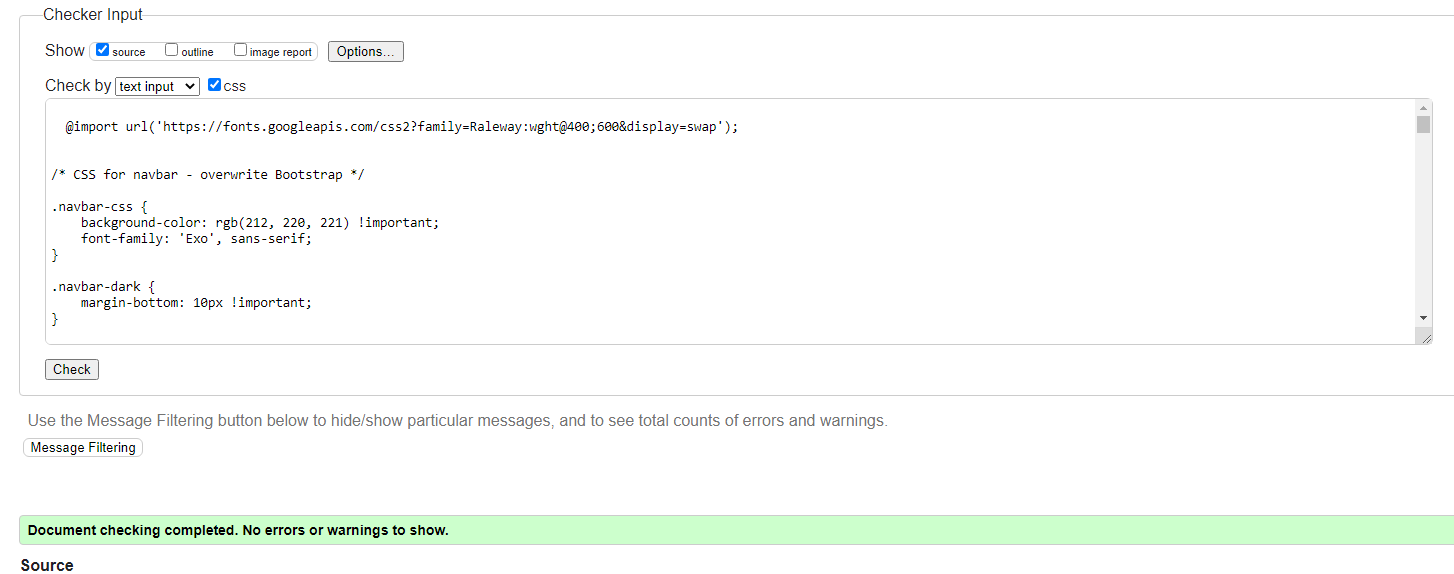 Checker Input
Show source outline image report Options...
Check by text input css
@import url('https://fonts.googleapis.com/css2?family=Raleway:wght@400;600&display=swap');
/* CSS for navbar - overwrite Bootstrap */
.navbar-css {
background-color: rgb(212, 220, 221) !important;
font-family: 'Exo', sans-serif;
}
.navbar-dark {
margin-bottom: 10px !important;
}
Check
Use the Message Filtering button below to hide/show particular messages, and to see total counts of errors and warnings.
Message Filtering
Document checking completed. No errors or warnings to show.
Source